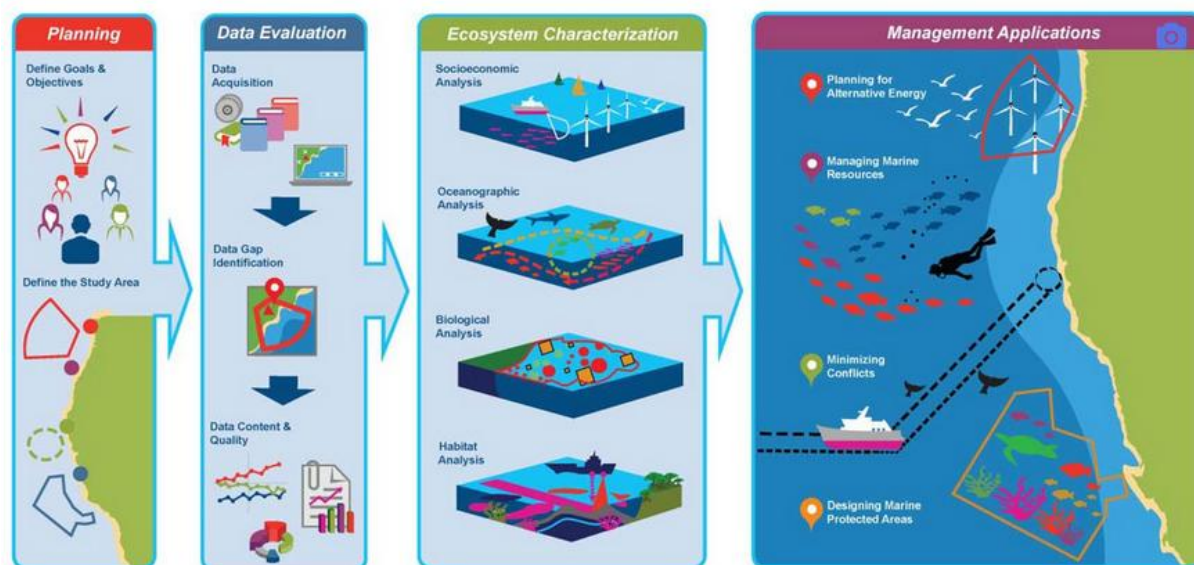 Planning
Define Goals &
Objectives
Define the Study Area
Data Evaluation
Data
Acquisition
Data Gap
Identification
Data Content &
Quality
Ecosystem Characterization
Socioeconomic
Analysis
Oceanographic
Analysis
Biological
Analysis
Habitat
Analysis
Management Applications
Planning for
Alternative Energy
Managing Marine
Resources
Minimizing
Conflicts
Designing Marine
Protected Areas